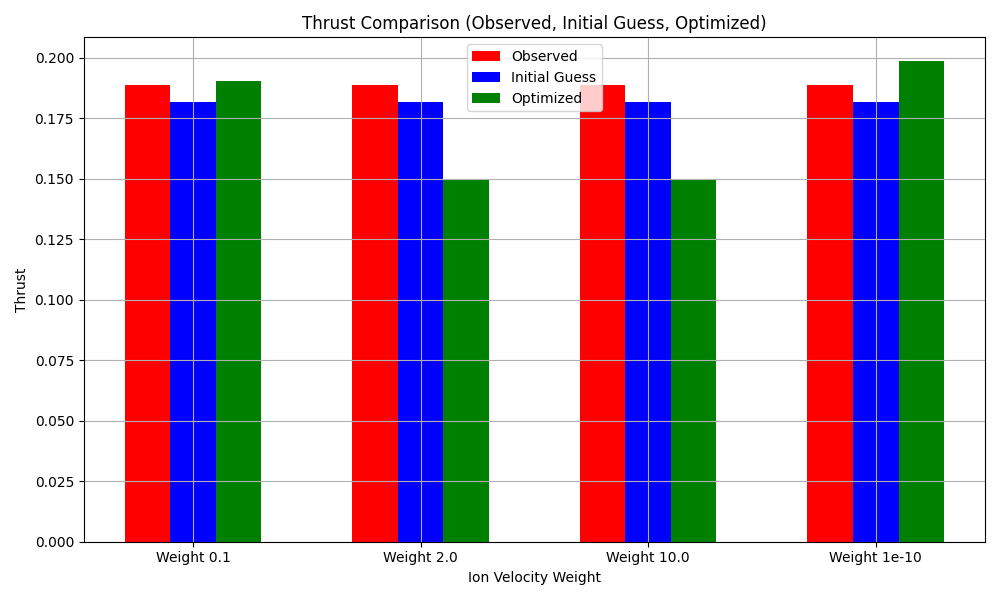 Thrust Comparison (Observed, Initial Guess, Optimized)
Observed
Initial Guess
Optimized
Thrust
0.200
0.175
0.150
0.125
0.100
0.075
0.050
0.025
0.000
Weight 0.1
Weight 2.0
Weight 10.0
Weight 1e-10
Ion Velocity Weight